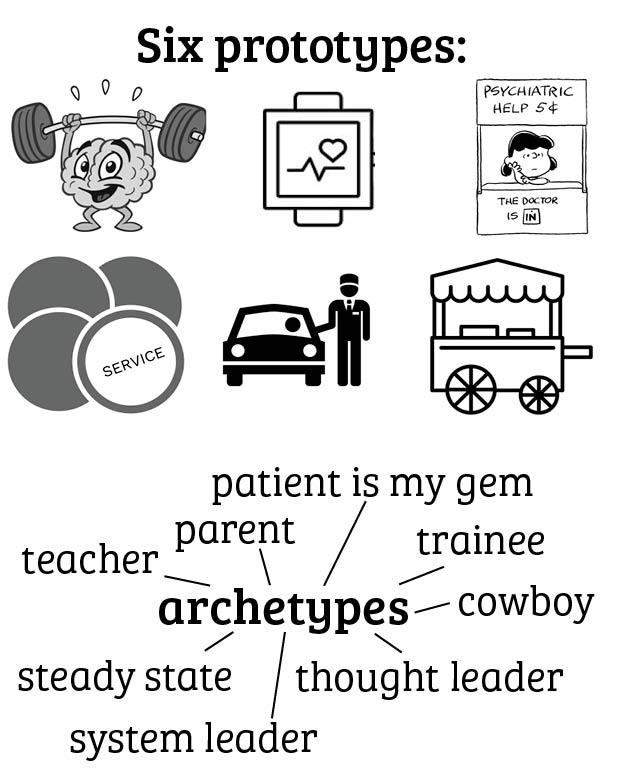 Six prototypes:
PSYCHIATRIC
HELP 5¢
THE DOCTOR
IS IN
SERVICE
patient is my gem
parent
trainee
teacher
archetypes
cowboy
steady state
thought leader
system leader